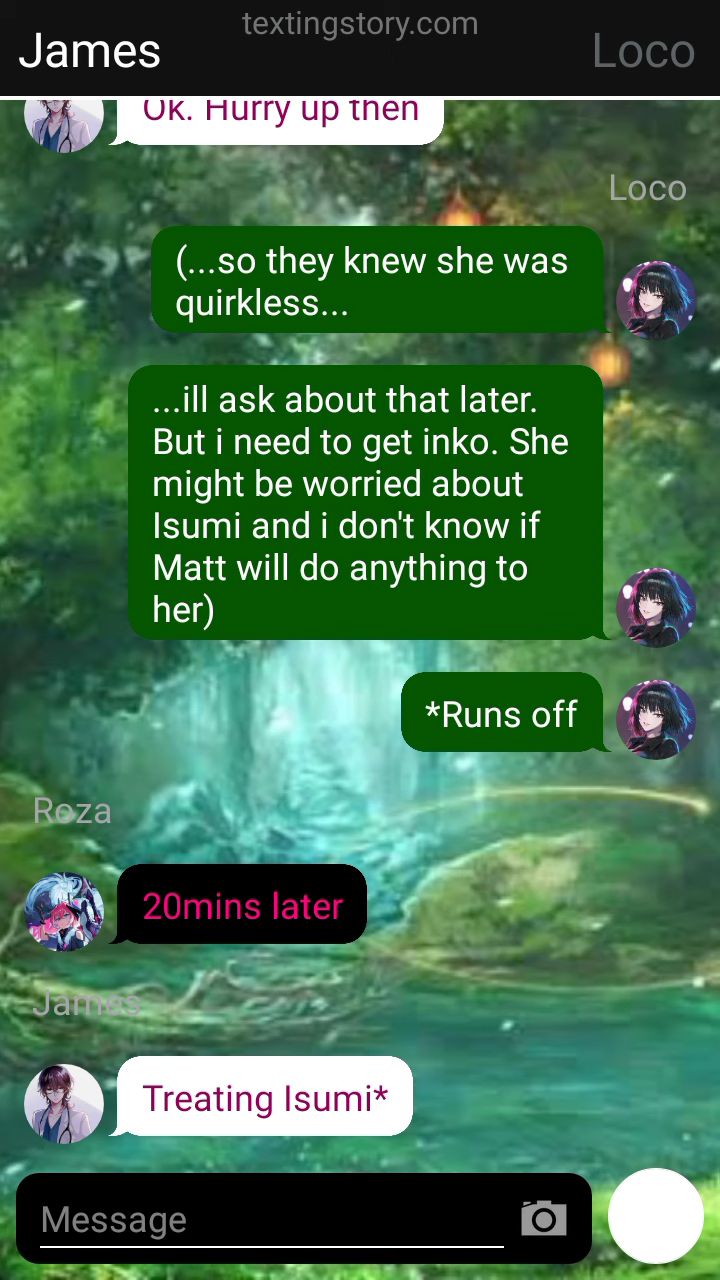 textingstory.com
James
Loco
Ok. Hurry up then
Loco
(...so they knew she was
quirkless...
...ill ask about that later.
But i need to get inko. She
might be worried about
Isumi and i don't know if
Matt will do anything to
her)
*Runs off
Roza
20mins later
James
Treating Isumi*
Message